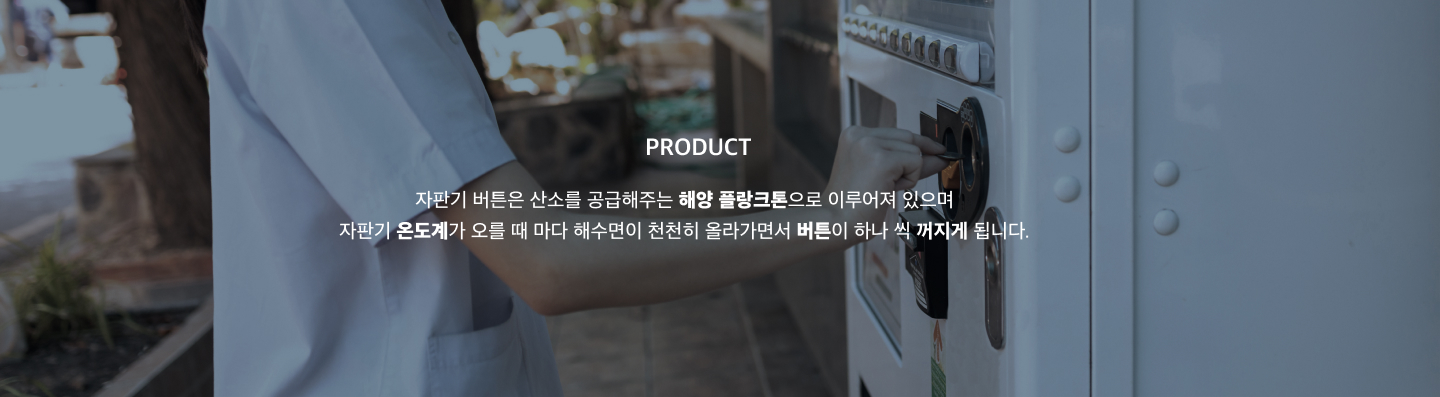 PRODUCT
자판기 버튼은 산소를 공급해주는 해양 플랑크톤으로 이루어져 있으며
자판기 온도계가 오를 때 마다 해수면이 천천히 올라가면서 버튼이 하나 씩 꺼지게 됩니다.